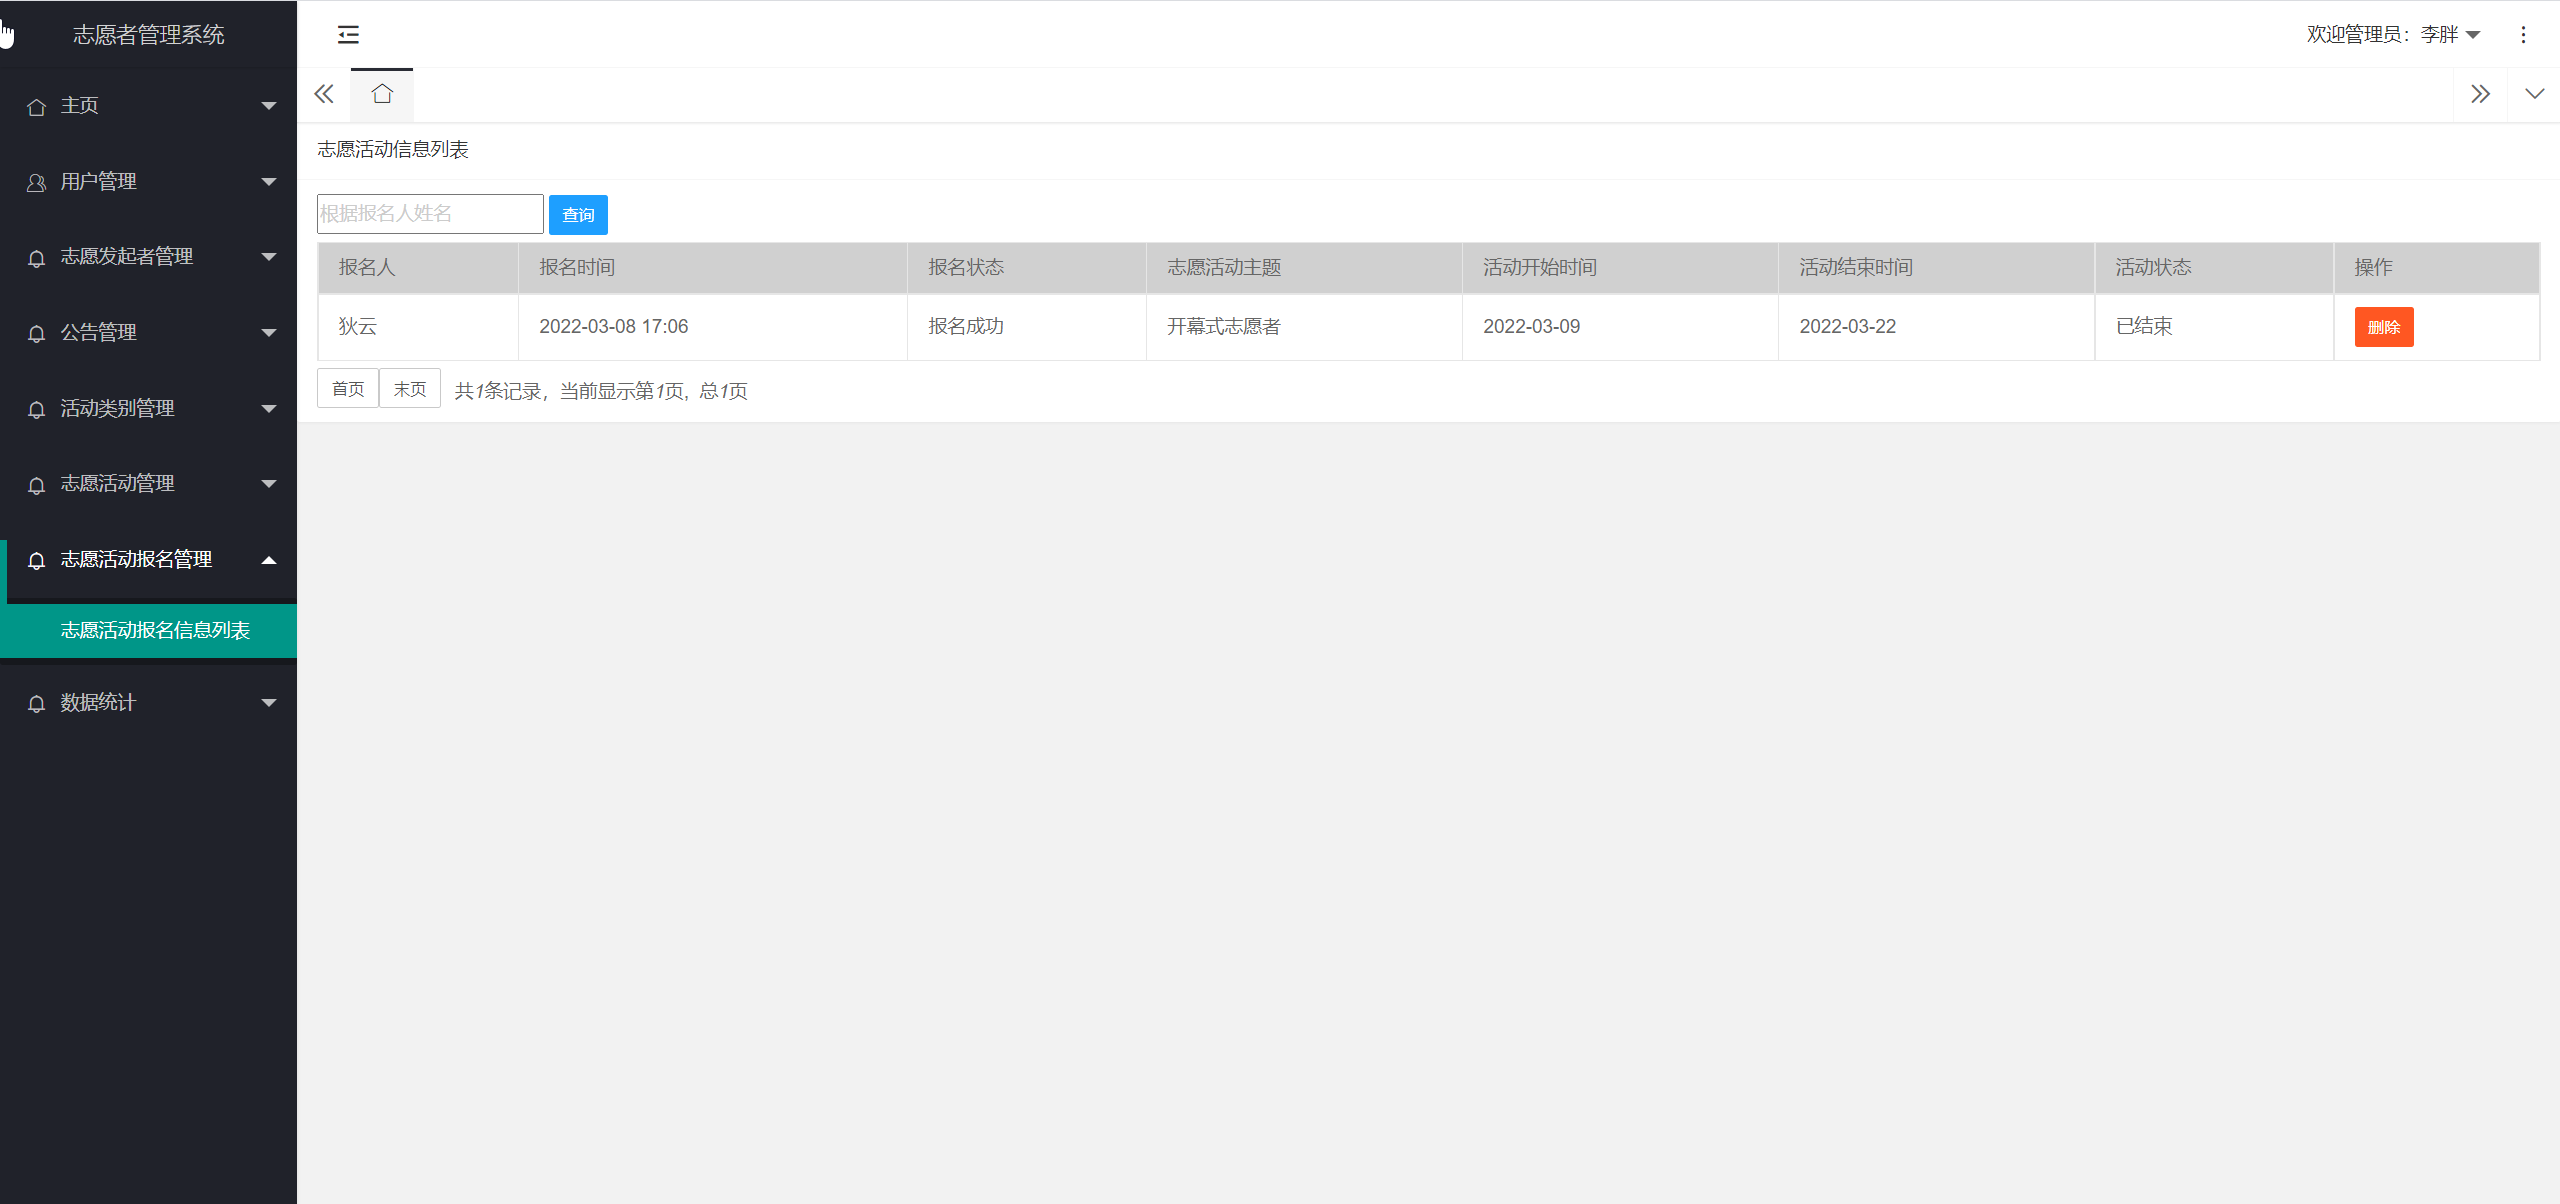 志愿者管理系统
欢迎管理员：李胖
主页
用户管理
志愿发起者管理
公告管理
活动类别管理
志愿活动管理
志愿活动报名管理
志愿活动报名信息列表
数据统计
志愿活动信息列表
根据报名人姓名 查询
报名人 报名时间 报名状态 志愿活动主题 活动开始时间 活动结束时间 活动状态 操作
狄云 2022-03-08 17:06 报名成功 开幕式志愿者 2022-03-09 2022-03-22 已结束 删除
首页 末页 共1条记录，当前显示第1页, 总1页